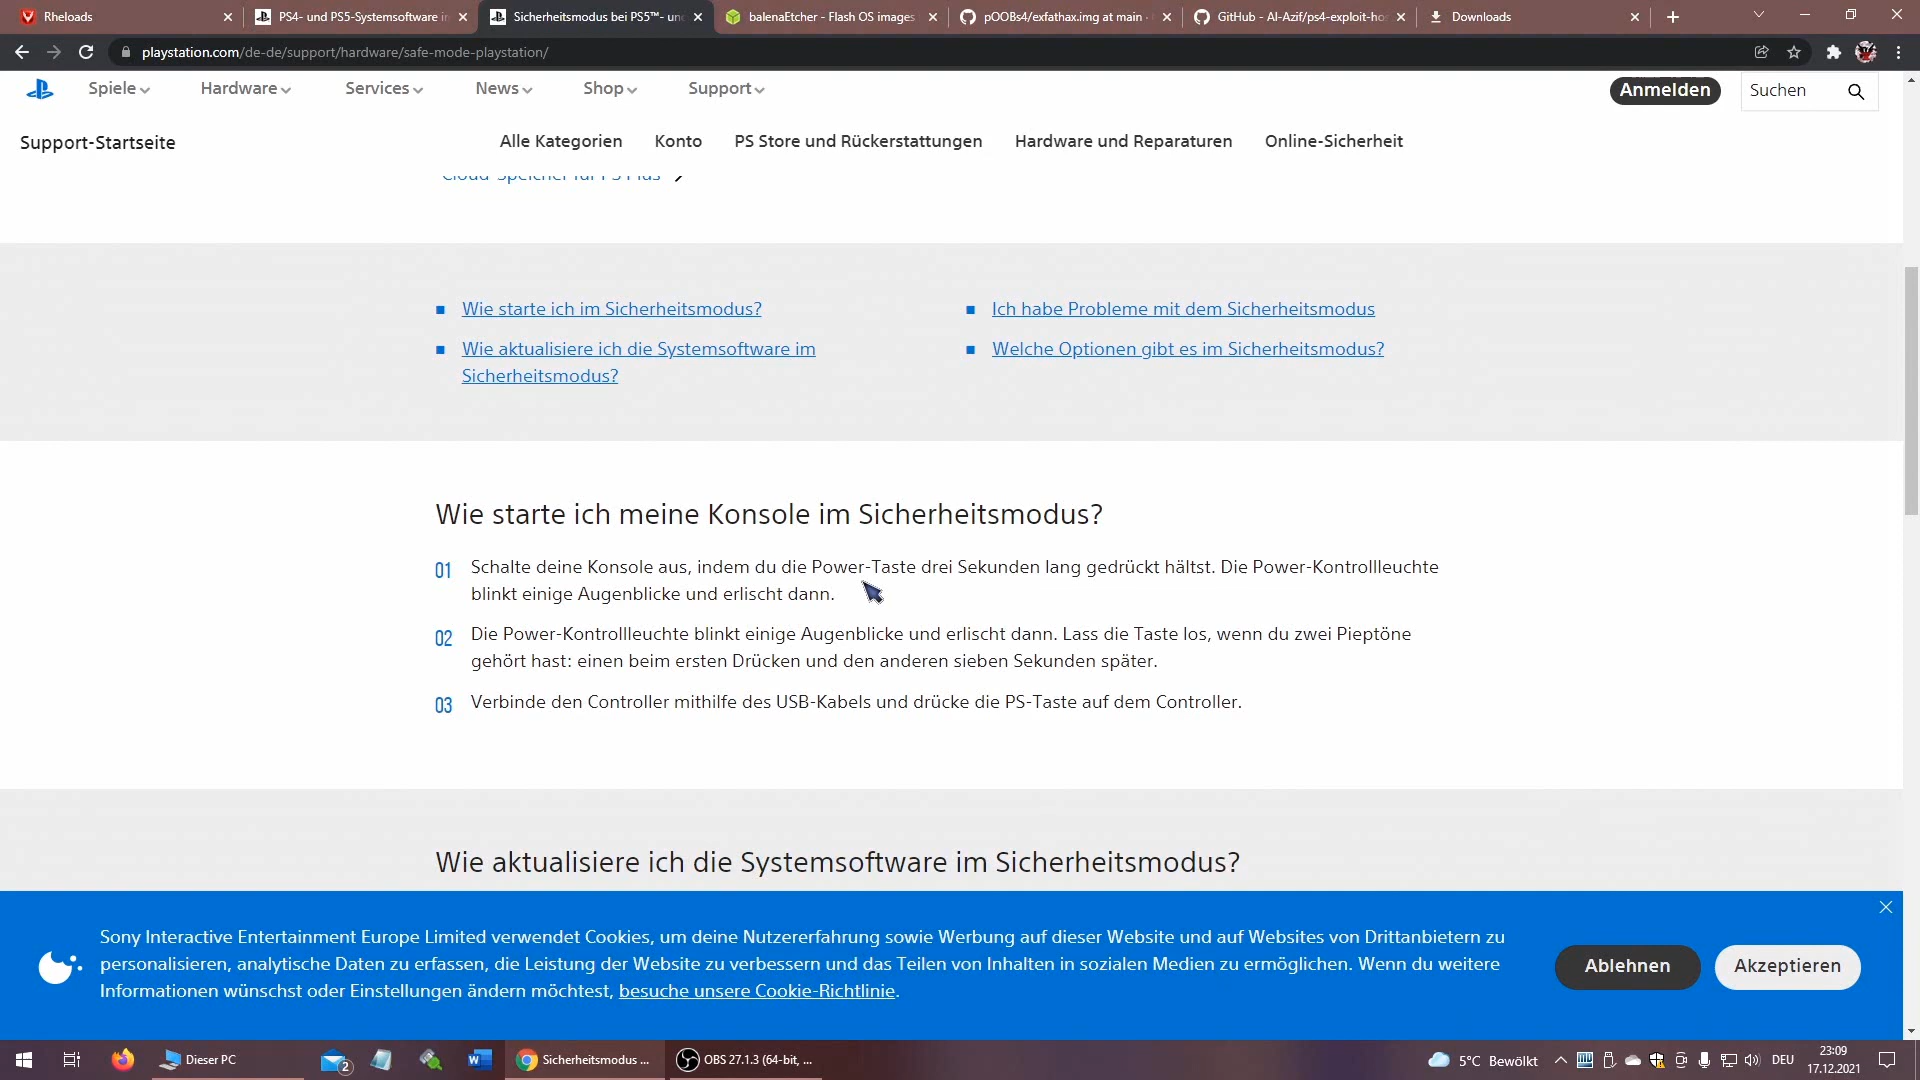 Rheloads
PS4- und PS5-Systemsoftware i
Sicherheitsmodus bei PS5™- un
balenaEtcher - Flash OS images
pOOBs4/exfathax.img at main ·
GitHub - Al-Azif/ps4-exploit-ho
Downloads
playstation.com/de-de/support/hardware/safe-mode-playstation/
Spiele
Hardware
Services
News
Shop
Support
Anmelden
Suchen
Support-Startseite
Alle Kategorien
Konto
PS Store und Rückerstattungen
Hardware und Reparaturen
Online-Sicherheit
Cloud-Speicher für PS Plus
Wie starte ich im Sicherheitsmodus?
Wie aktualisiere ich die Systemsoftware im
Sicherheitsmodus?
Ich habe Probleme mit dem Sicherheitsmodus
Welche Optionen gibt es im Sicherheitsmodus?
Wie starte ich meine Konsole im Sicherheitsmodus?
01 Schalte deine Konsole aus, indem du die Power-Taste drei Sekunden lang gedrückt hältst. Die Power-Kontrollleuchte
blinkt einige Augenblicke und erlischt dann.
02 Die Power-Kontrollleuchte blinkt einige Augenblicke und erlischt dann. Lass die Taste los, wenn du zwei Pieptöne
gehört hast: einen beim ersten Drücken und den anderen sieben Sekunden später.
03 Verbinde den Controller mithilfe des USB-Kabels und drücke die PS-Taste auf dem Controller.
Wie aktualisiere ich die Systemsoftware im Sicherheitsmodus?
Sony Interactive Entertainment Europe Limited verwendet Cookies, um deine Nutzererfahrung sowie Werbung auf dieser Website und auf Websites von Drittanbietern zu
personalisieren, analytische Daten zu erfassen, die Leistung der Website zu verbessern und das Teilen von Inhalten in sozialen Medien zu ermöglichen. Wenn du weitere
Informationen wünschst oder Einstellungen ändern möchtest, besuche unsere Cookie-Richtlinie.
Ablehnen
Akzeptieren
Dieser PC
2
Sicherheitsmodus ...
OBS 27.1.3 (64-bit, ...
5°C Bewölkt
DEU
23:09
17.12.2021